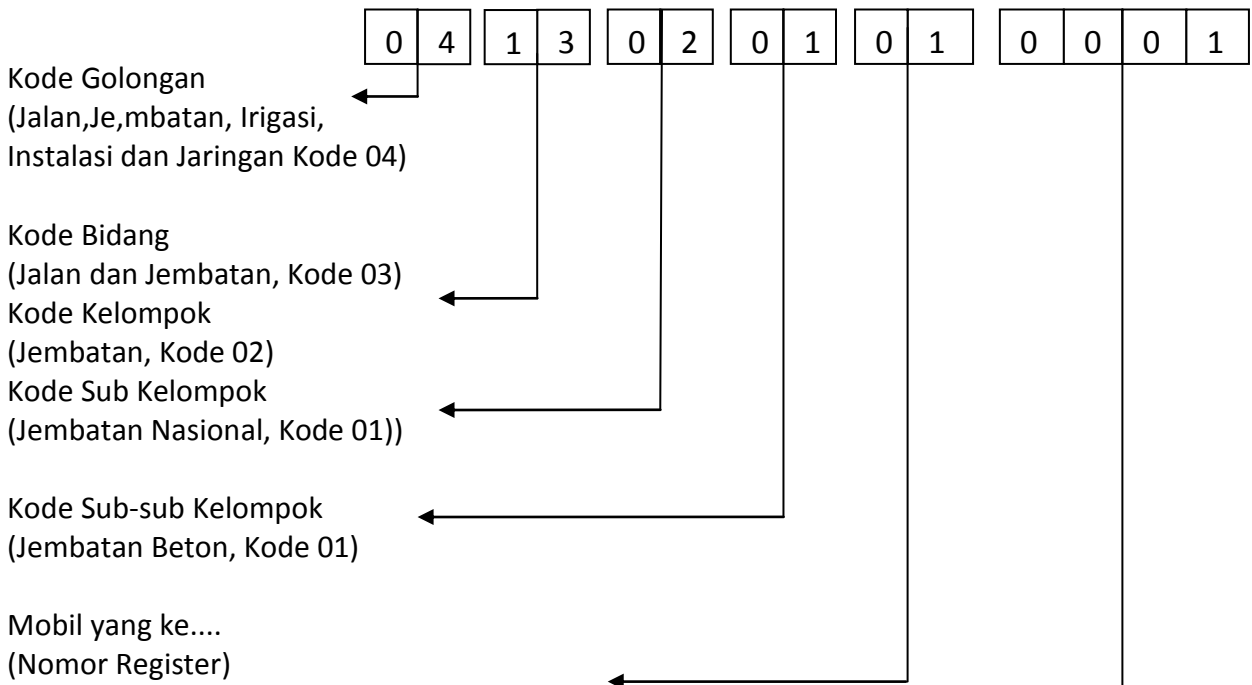 0 4 1 3 0 2 0 1 0 1 0 0 0 1
Kode Golongan
(Jalan,Je,mbatan, Irigasi,
Instalasi dan Jaringan Kode 04)
Kode Bidang
(Jalan dan Jembatan, Kode 03)
Kode Kelompok
(Jembatan, Kode 02)
Kode Sub Kelompok
(Jembatan Nasional, Kode 01))
Kode Sub-sub Kelompok
(Jembatan Beton, Kode 01)
Mobil yang ke....
(Nomor Register)